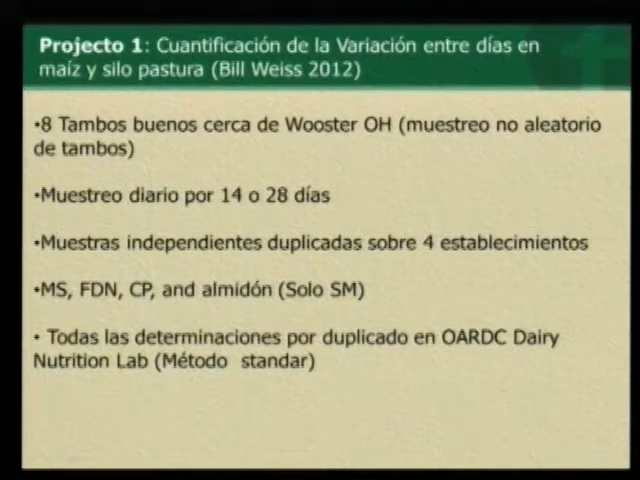 Projecto 1: Cuantificación de la Variación entre días en
maíz y silo pastura (Bill Weiss 2012)
•8 Tambos buenos cerca de Wooster OH (muestreo no aleatorio
de tambos)
•Muestreo diario por 14 o 28 días
•Muestras independientes duplicadas sobre 4 establecimientos
•MS, FDN, CP, and almidón (Solo SM)
• Todas las determinaciones por duplicado en OARDC Dairy
Nutrition Lab (Método standar)